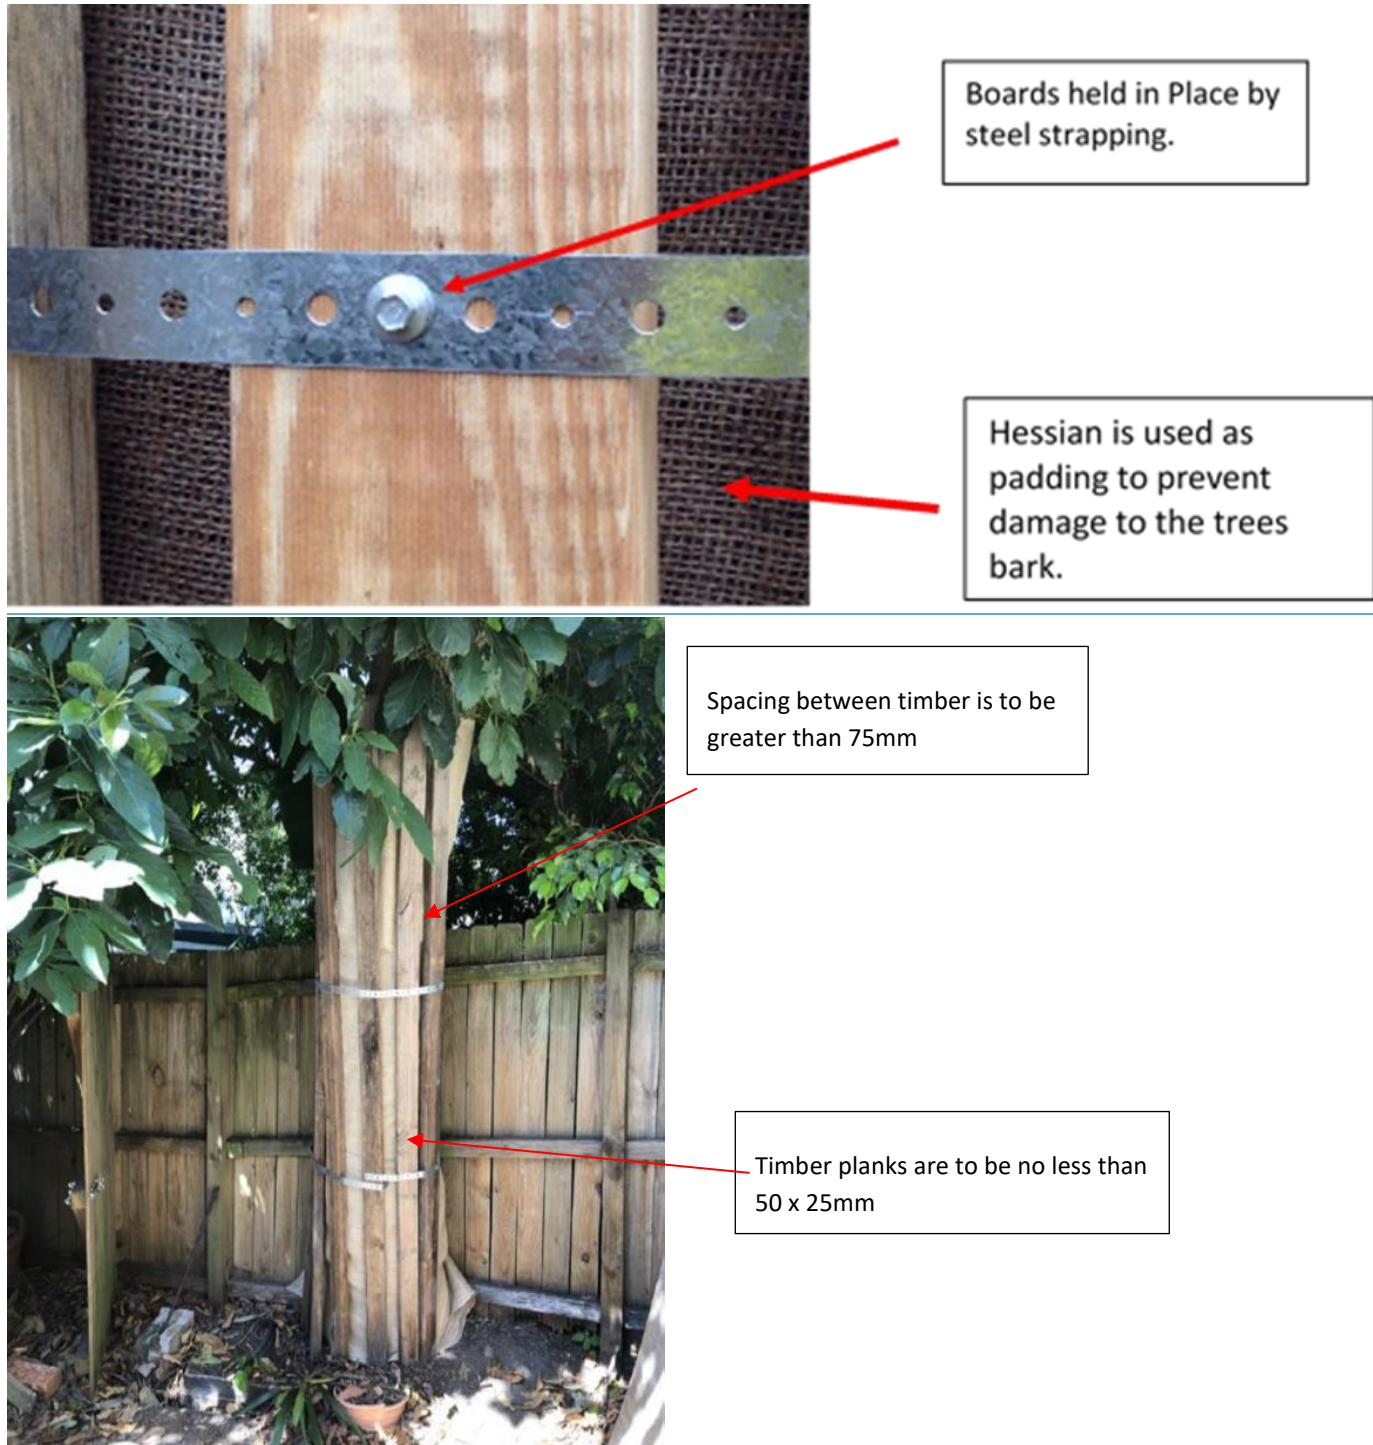 Boards held in Place by
steel strapping.
Hessian is used as
padding to prevent
damage to the trees
bark.
Spacing between timber is to be
greater than 75mm
Timber planks are to be no less than
50 x 25mm